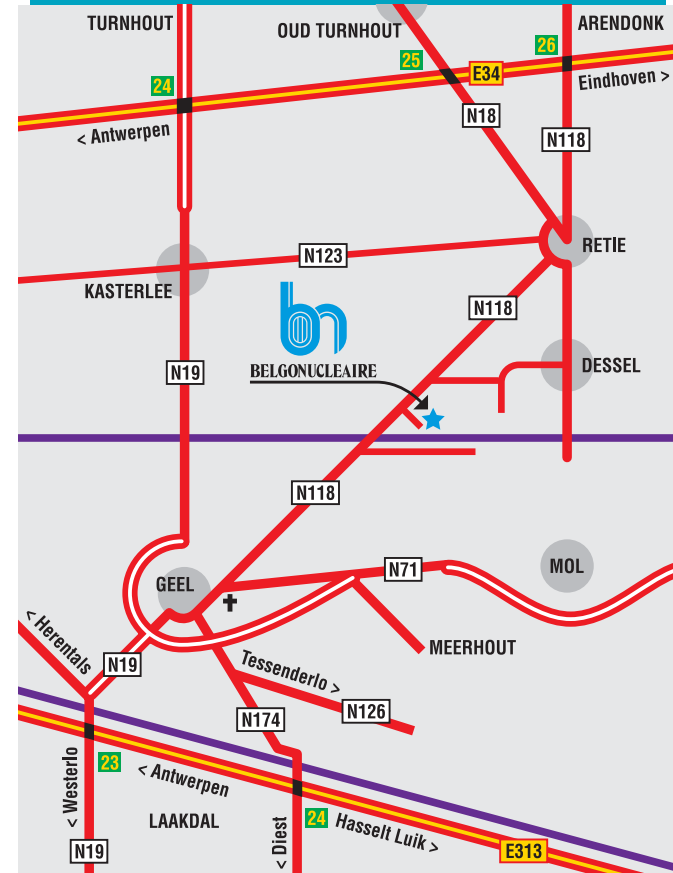 TURNHOUT
OUD TURNHOUT
ARENDONK
24
25
26
E34
Eindhoven >
< Antwerpen
N18
N118
RETIE
N123
KASTERLEE
bn
N118
BELGONUCLEAIRE
N19
DESSEL
N118
GEEL
N71
MOL
< Herentals
N19
MEERHOUT
Tessenderlo >
N174
N126
< Westerlo
23
< Antwerpen
LAAKDAL
24
Hasselt Luik >
< Diest
N19
E313